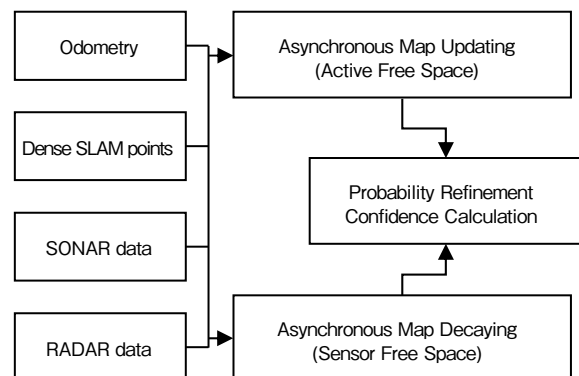 Odometry
Dense SLAM points
SONAR data
RADAR data
Asynchronous Map Updating
(Active Free Space)
Probability Refinement
Confidence Calculation
Asynchronous Map Decaying
(Sensor Free Space)